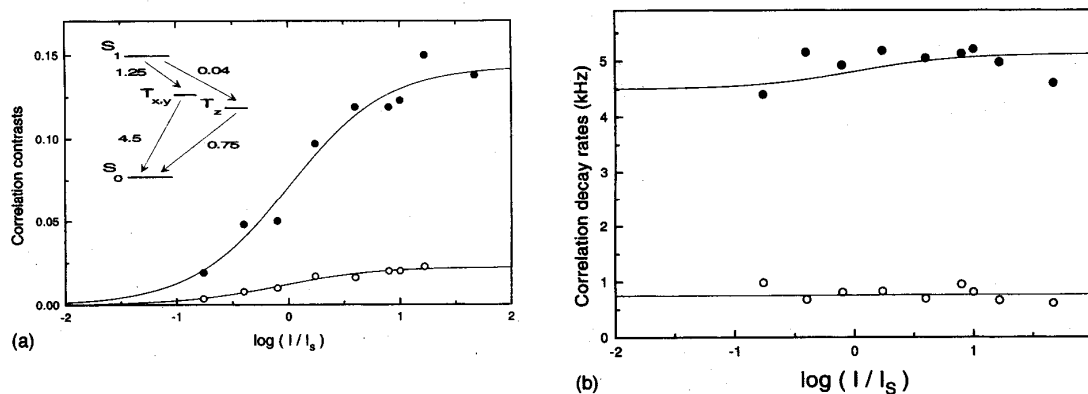 0.15
0.10
0.05
0.00
Correlation contrasts
S1
1.25
0.04
Tx,y
Tz
4.5
0.75
S0
-2
-1
0
1
2
log ( I / Is )
(a)
5
4
3
2
1
0
Correlation decay rates (kHz)
-2
-1
0
1
log ( I / IS )
(b)